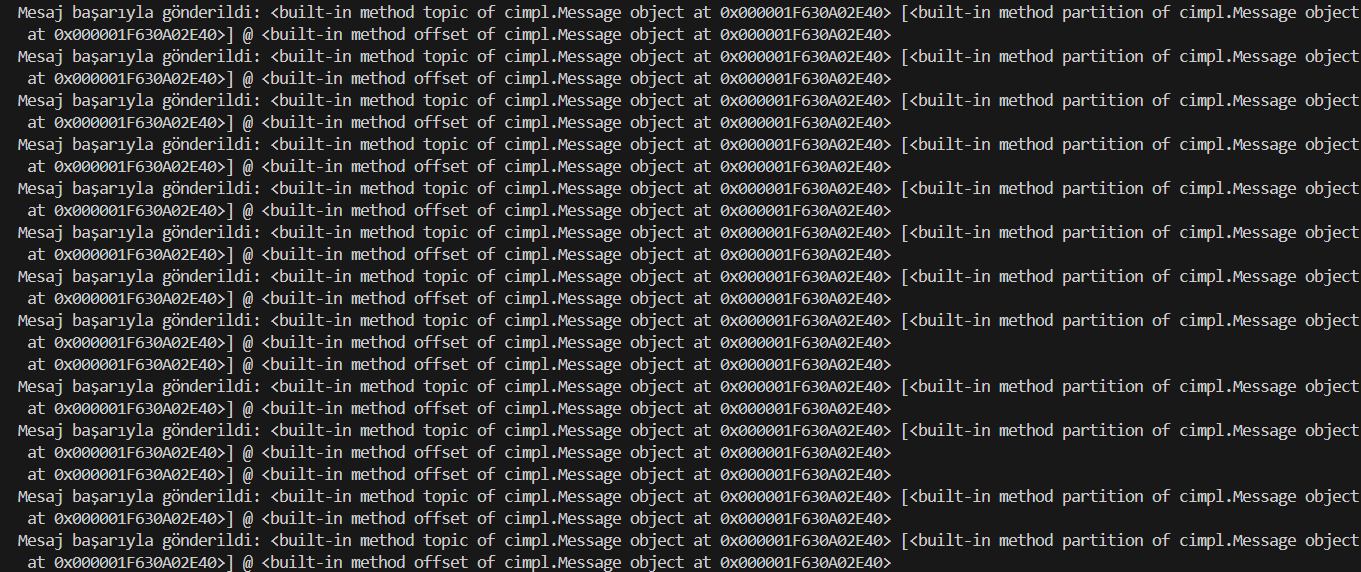 Mesaj başarıyla gönderildi: <built-in method topic of cimpl.Message object at 0x000001F630A02E40> [<built-in method partition of cimpl.Message object
at 0x000001F630A02E40>] @ <built-in method offset of cimpl.Message object at 0x000001F630A02E40>
Mesaj başarıyla gönderildi: <built-in method topic of cimpl.Message object at 0x000001F630A02E40> [<built-in method partition of cimpl.Message object
at 0x000001F630A02E40>] @ <built-in method offset of cimpl.Message object at 0x000001F630A02E40>
Mesaj başarıyla gönderildi: <built-in method topic of cimpl.Message object at 0x000001F630A02E40> [<built-in method partition of cimpl.Message object
at 0x000001F630A02E40>] @ <built-in method offset of cimpl.Message object at 0x000001F630A02E40>
Mesaj başarıyla gönderildi: <built-in method topic of cimpl.Message object at 0x000001F630A02E40> [<built-in method partition of cimpl.Message object
at 0x000001F630A02E40>] @ <built-in method offset of cimpl.Message object at 0x000001F630A02E40>
Mesaj başarıyla gönderildi: <built-in method topic of cimpl.Message object at 0x000001F630A02E40> [<built-in method partition of cimpl.Message object
at 0x000001F630A02E40>] @ <built-in method offset of cimpl.Message object at 0x000001F630A02E40>
Mesaj başarıyla gönderildi: <built-in method topic of cimpl.Message object at 0x000001F630A02E40> [<built-in method partition of cimpl.Message object
at 0x000001F630A02E40>] @ <built-in method offset of cimpl.Message object at 0x000001F630A02E40>
Mesaj başarıyla gönderildi: <built-in method topic of cimpl.Message object at 0x000001F630A02E40> [<built-in method partition of cimpl.Message object
at 0x000001F630A02E40>] @ <built-in method offset of cimpl.Message object at 0x000001F630A02E40>
Mesaj başarıyla gönderildi: <built-in method topic of cimpl.Message object at 0x000001F630A02E40> [<built-in method partition of cimpl.Message object
at 0x000001F630A02E40>] @ <built-in method offset of cimpl.Message object at 0x000001F630A02E40>
at 0x000001F630A02E40>] @ <built-in method offset of cimpl.Message object at 0x000001F630A02E40>
Mesaj başarıyla gönderildi: <built-in method topic of cimpl.Message object at 0x000001F630A02E40> [<built-in method partition of cimpl.Message object
at 0x000001F630A02E40>] @ <built-in method offset of cimpl.Message object at 0x000001F630A02E40>
Mesaj başarıyla gönderildi: <built-in method topic of cimpl.Message object at 0x000001F630A02E40> [<built-in method partition of cimpl.Message object
at 0x000001F630A02E40>] @ <built-in method offset of cimpl.Message object at 0x000001F630A02E40>
at 0x000001F630A02E40>] @ <built-in method offset of cimpl.Message object at 0x000001F630A02E40>
Mesaj başarıyla gönderildi: <built-in method topic of cimpl.Message object at 0x000001F630A02E40> [<built-in method partition of cimpl.Message object
at 0x000001F630A02E40>] @ <built-in method offset of cimpl.Message object at 0x000001F630A02E40>
Mesaj başarıyla gönderildi: <built-in method topic of cimpl.Message object at 0x000001F630A02E40> [<built-in method partition of cimpl.Message object
at 0x000001F630A02E40>] @ <built-in method offset of cimpl.Message object at 0x000001F630A02E40>